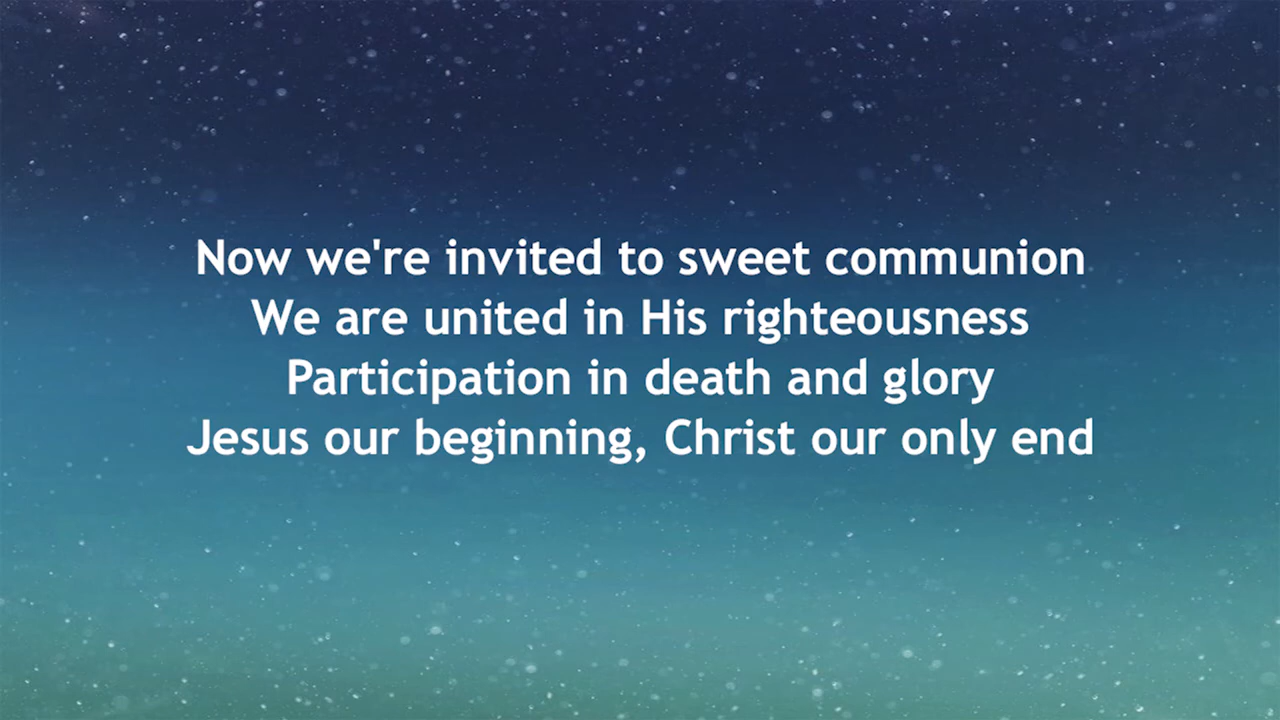 Now we're invited to sweet communion
We are united in His righteousness
Participation in death and glory
Jesus our beginning, Christ our only end